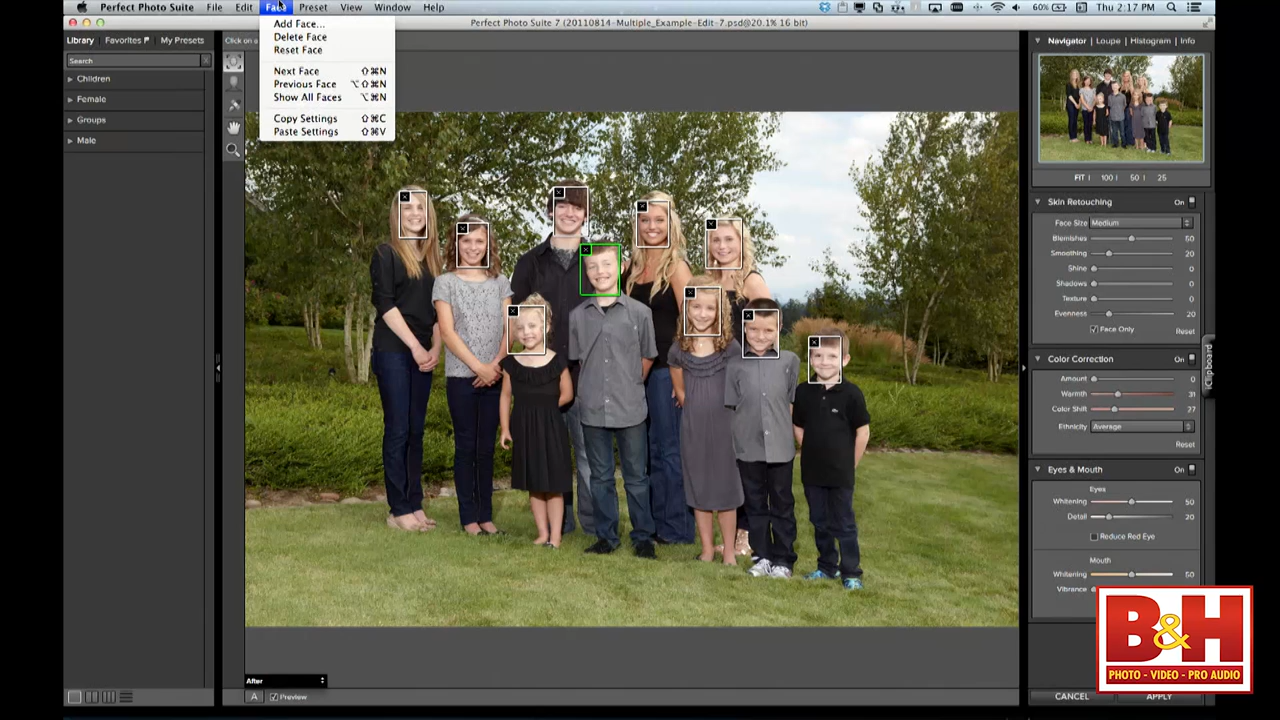 Perfect Photo Suite File Edit Face Preset View Window Help 60% Thu 2:17 PM
Perfect Photo Suite 7 (20110814-Multiple_Example-Edit-7.psd@20.1% 16 bit)
Library Favorites My Presets
Search
Children
Female
Groups
Male
Click on a
Add Face...
Delete Face
Reset Face
Next Face ⇧⌘N
Previous Face ⌥⇧⌘N
Show All Faces ⌥⌘N
Copy Settings ⇧⌘C
Paste Settings ⇧⌘V
After
A Preview
Navigator Loupe Histogram Info
FIT 100 50 25
Skin Retouching On
Face Size Medium
Blemishes 50
Smoothing 20
Shine 0
Shadows 0
Texture 0
Evenness 20
Face Only Reset
Color Correction On
Amount 0
Warmth 31
Color Shift 27
Ethnicity Average
Reset
Eyes & Mouth On
Eyes
Whitening 50
Detail 20
Reduce Red Eye
Mouth
Whitening 50
Vibrance
CANCEL APPLY
iClipboard
B&H
PHOTO - VIDEO - PRO AUDIO